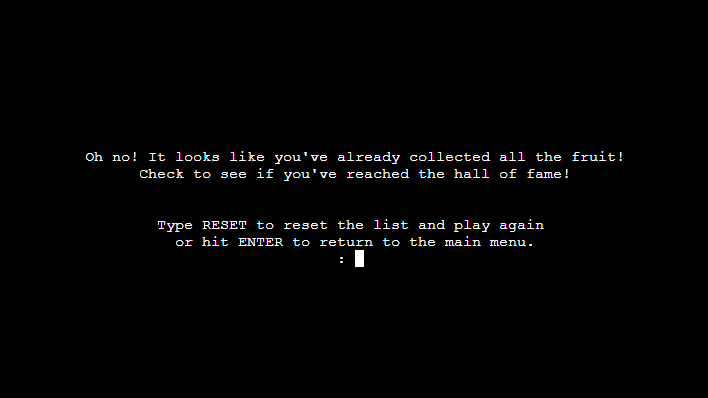 Oh no! It looks like you've already collected all the fruit!
Check to see if you've reached the hall of fame!
Type RESET to reset the list and play again
or hit ENTER to return to the main menu.
: